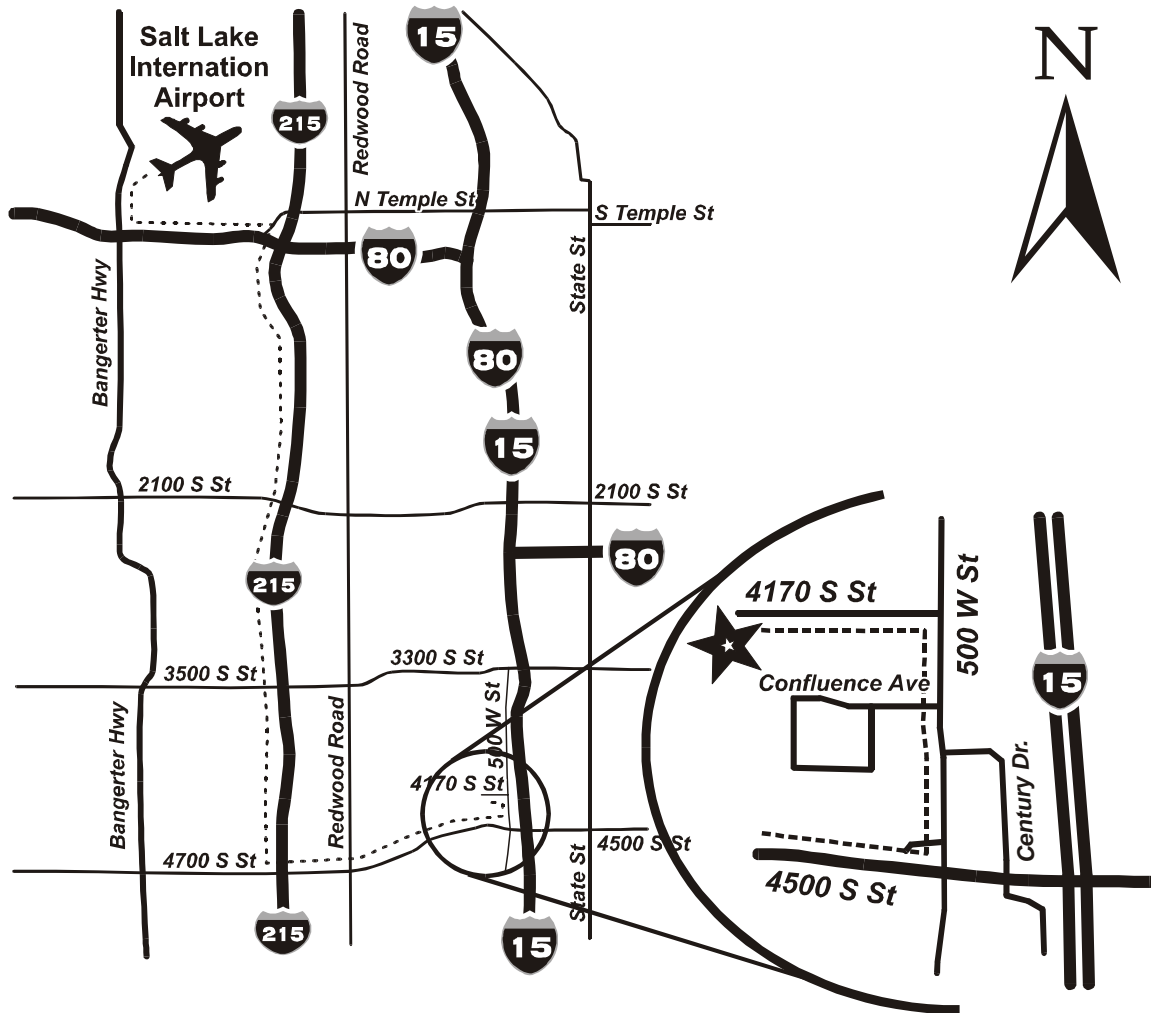 Salt Lake
Internation
Airport
15
N
215
Redwood Road
N Temple St
S Temple St
80
State St
Bangerter Hwy
80
15
2100 S St
2100 S St
80
215
4170 S St
500 W St
3300 S St
3500 S St
15
Confluence Ave
500 W St
Bangerter Hwy
Redwood Road
4170 S St
Century Dr.
4500 S St
4700 S St
4500 S St
State St
215
15